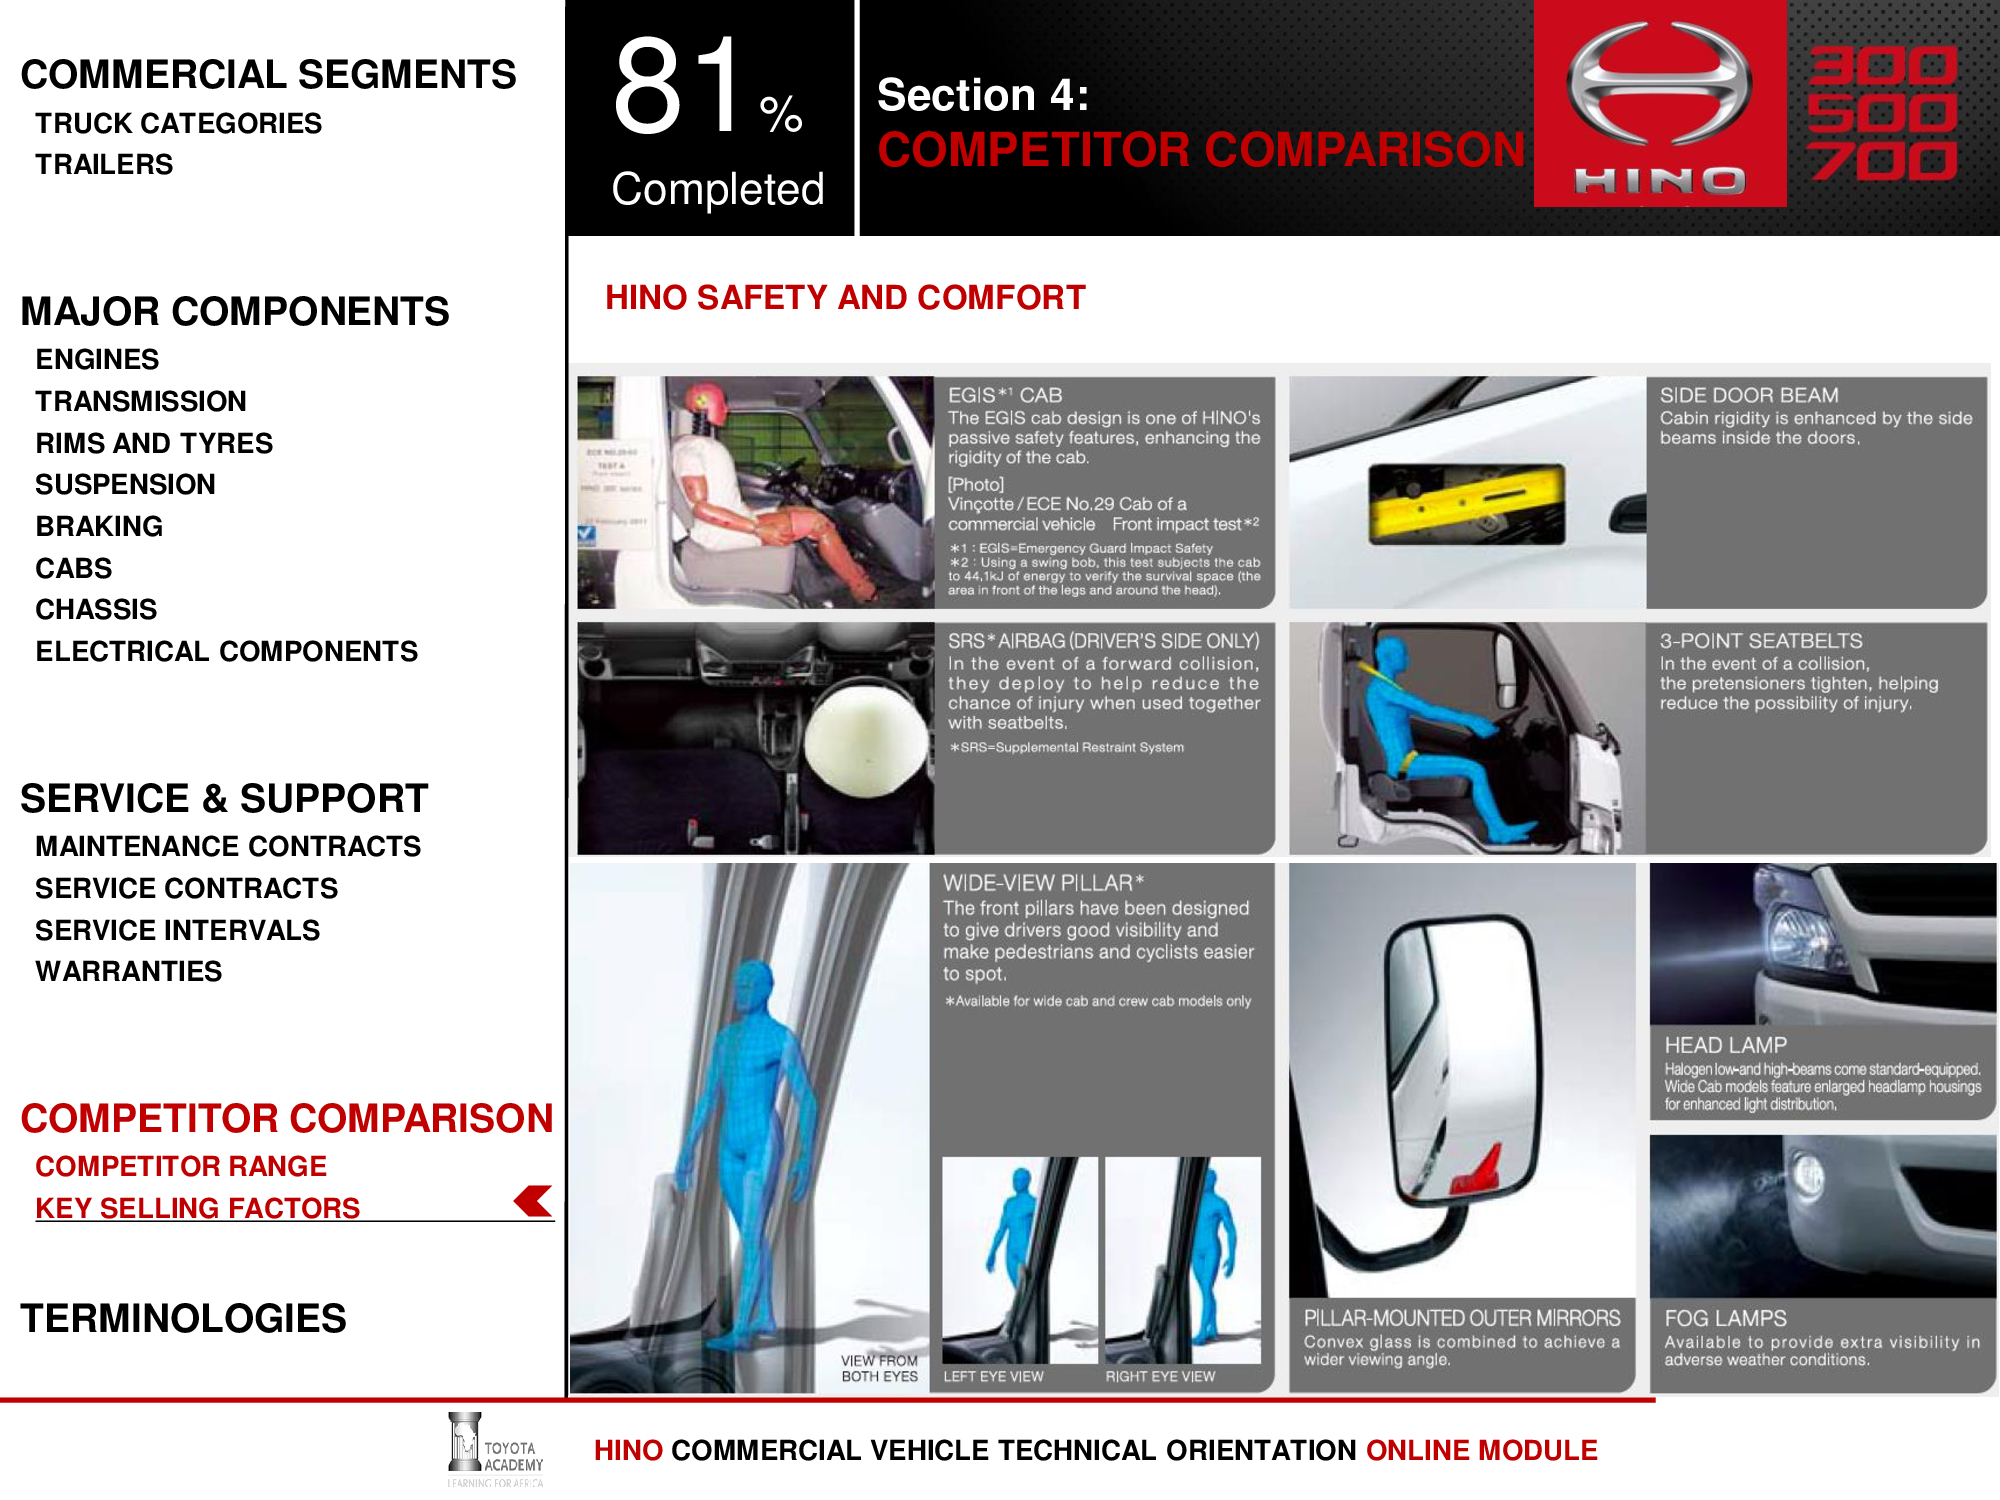 COMMERCIAL SEGMENTS
TRUCK CATEGORIES
TRAILERS
MAJOR COMPONENTS
ENGINES
TRANSMISSION
RIMS AND TYRES
SUSPENSION
BRAKING
CABS
CHASSIS
ELECTRICAL COMPONENTS
SERVICE & SUPPORT
MAINTENANCE CONTRACTS
SERVICE CONTRACTS
SERVICE INTERVALS
WARRANTIES
COMPETITOR COMPARISON
COMPETITOR RANGE
KEY SELLING FACTORS
TERMINOLOGIES
81 %
Completed
Section 4:
COMPETITOR COMPARISON
HINO
300
500
700
HINO SAFETY AND COMFORT
EGIS*1 CAB
The EGIS cab design is one of HINO's
passive safety features, enhancing the
rigidity of the cab.
[Photo]
Vinçotte/ECE No.29 Cab of a
commercial vehicle Front impact test*2
*1 : EGIS=Emergency Guard Impact Safety
*2 : Using a swing bob, this test subjects the cab
to 44.1kJ of energy to verify the survival space (the
area in front of the legs and around the head).
SIDE DOOR BEAM
Cabin rigidity is enhanced by the side
beams inside the doors.
SRS* AIRBAG (DRIVER'S SIDE ONLY)
In the event of a forward collision,
they deploy to help reduce the
chance of injury when used together
with seatbelts.
*SRS=Supplemental Restraint System
3-POINT SEATBELTS
In the event of a collision,
the pretensioners tighten, helping
reduce the possibility of injury.
WIDE-VIEW PILLAR*
The front pillars have been designed
to give drivers good visibility and
make pedestrians and cyclists easier
to spot.
*Available for wide cab and crew cab models only
VIEW FROM
BOTH EYES
LEFT EYE VIEW
RIGHT EYE VIEW
PILLAR-MOUNTED OUTER MIRRORS
Convex glass is combined to achieve a
wider viewing angle.
HEAD LAMP
Halogen low-and high-beams come standard-equipped.
Wide Cab models feature enlarged headlamp housings
for enhanced light distribution.
FOG LAMPS
Available to provide extra visibility in
adverse weather conditions.
TOYOTA
ACADEMY
LEARNING FOR AFRICA
HINO COMMERCIAL VEHICLE TECHNICAL ORIENTATION ONLINE MODULE